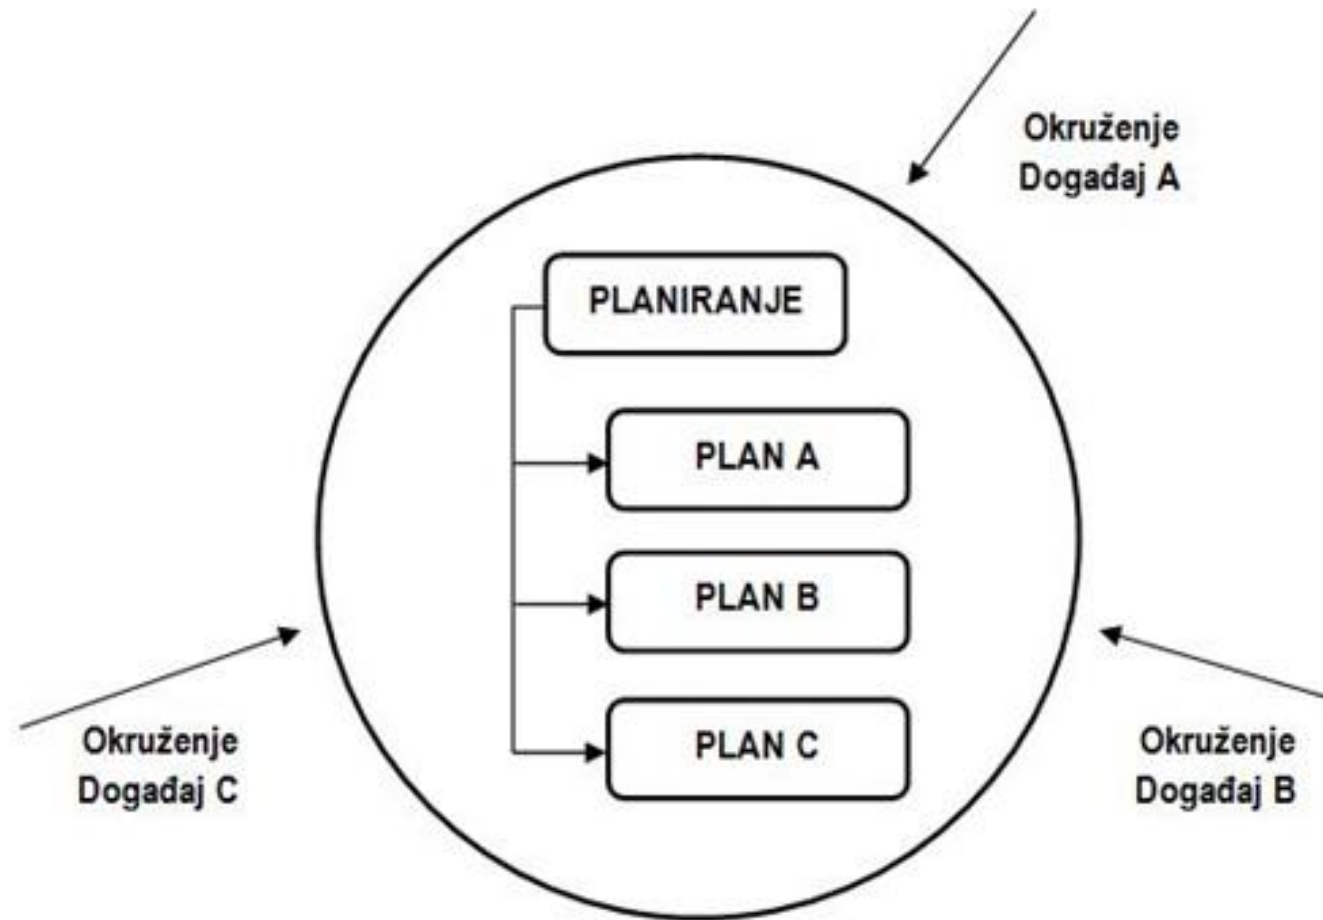 Okruženje
Događaj A
PLANIRANJE
PLAN A
PLAN B
PLAN C
Okruženje
Događaj C
Okruženje
Događaj B